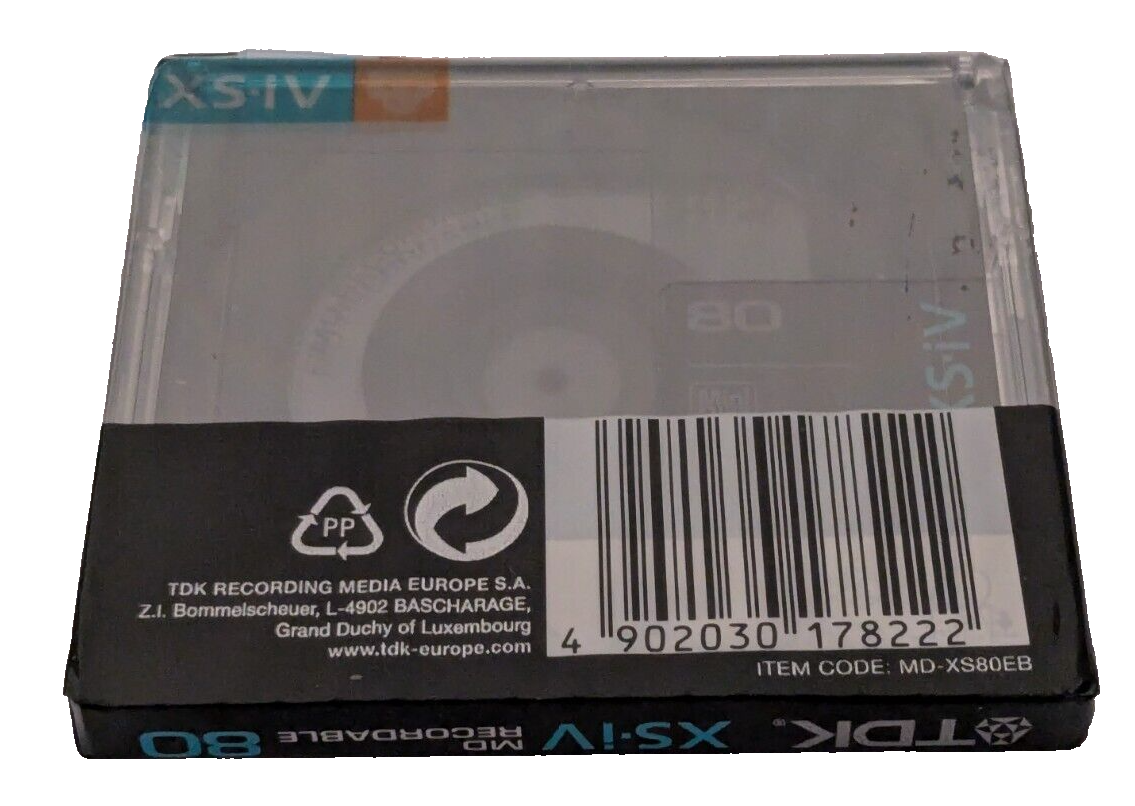 XS-iV
80
XS-iV
Mini
PP
TDK RECORDING MEDIA EUROPE S.A.
Z.I. Bommelscheuer, L-4902 BASCHARAGE,
Grand Duchy of Luxembourg
www.tdk-europe.com
4 902030 178222
ITEM CODE: MD-XS80EB
TDK® XS-iV MD RECORDABLE 80